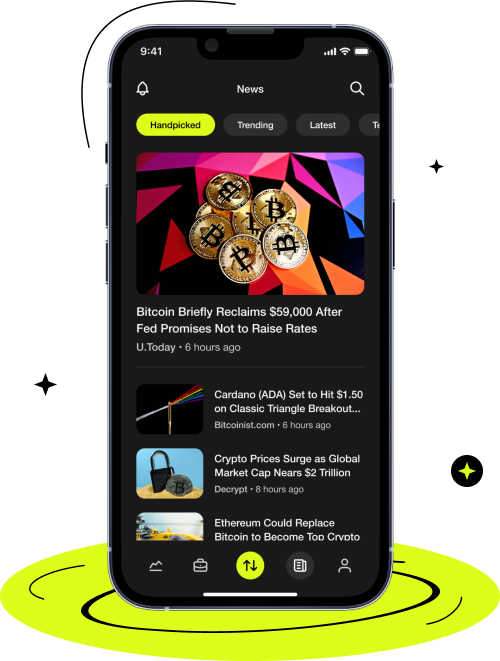 9:41
News
Handpicked
Trending
Latest
Te
Bitcoin Briefly Reclaims $59,000 After
Fed Promises Not to Raise Rates
U.Today • 6 hours ago
Cardano (ADA) Set to Hit $1.50
on Classic Triangle Breakout...
Bitcoinist.com • 6 hours ago
Crypto Prices Surge as Global
Market Cap Nears $2 Trillion
Decrypt • 8 hours ago
Ethereum Could Replace
Bitcoin to Become Top Crypto